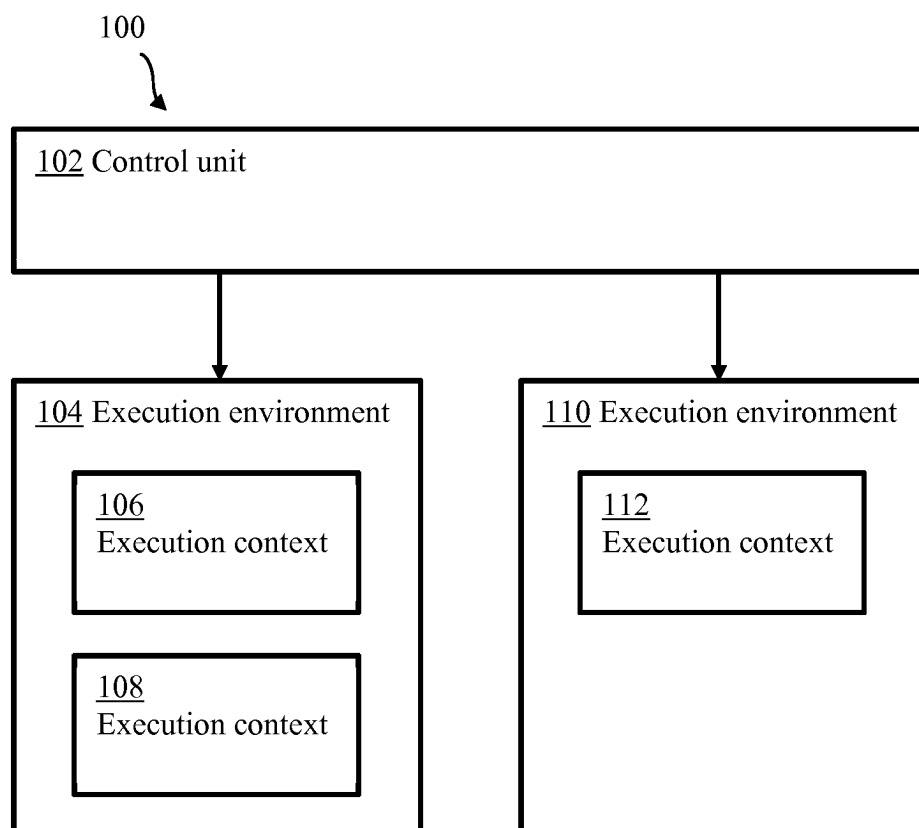 100
102 Control unit
104 Execution environment
106
Execution context
108
Execution context
110 Execution environment
112
Execution context